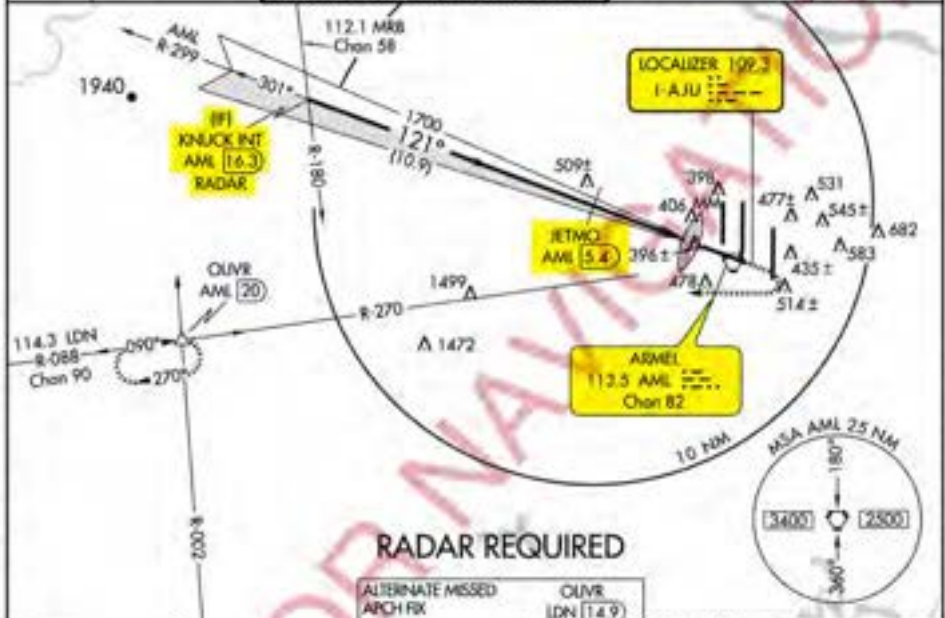 112.1 MRB
Chan 58
AML
R-299
301°
1940
(IF)
KNUCK INT
AML 16.3
RADAR
1700
121°
(10.9)
R-180
LOCALIZER 109.3
I-AJU
509±
398
406
MM
477±
531
545±
682
583
435±
396±
478
514±
JETMO
AML 5.4
OLIVR
AML 20
1499
R-270
1472
114.3 LDN
R-088
Chan 90
090°
270°
R-002
ARMEL
113.5 AML
Chan 82
10 NM
MSA AML 25 NM
180°
3400
2500
360°
RADAR REQUIRED
ALTERNATE MISSED
APCH FIX
OLIVR
LDN 14.9
OR NAVIGATIO